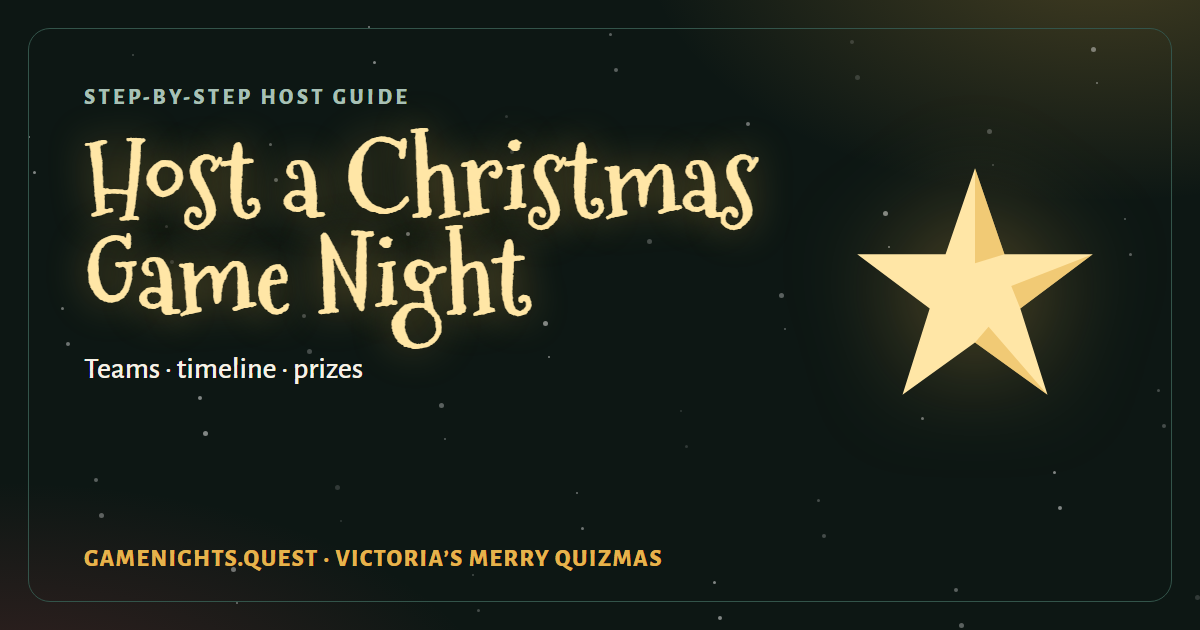 STEP-BY-STEP HOST GUIDE
Host a Christmas
Game Night
Teams · timeline · prizes
GAMENIGHTS.QUEST · VICTORIA’S MERRY QUIZMAS